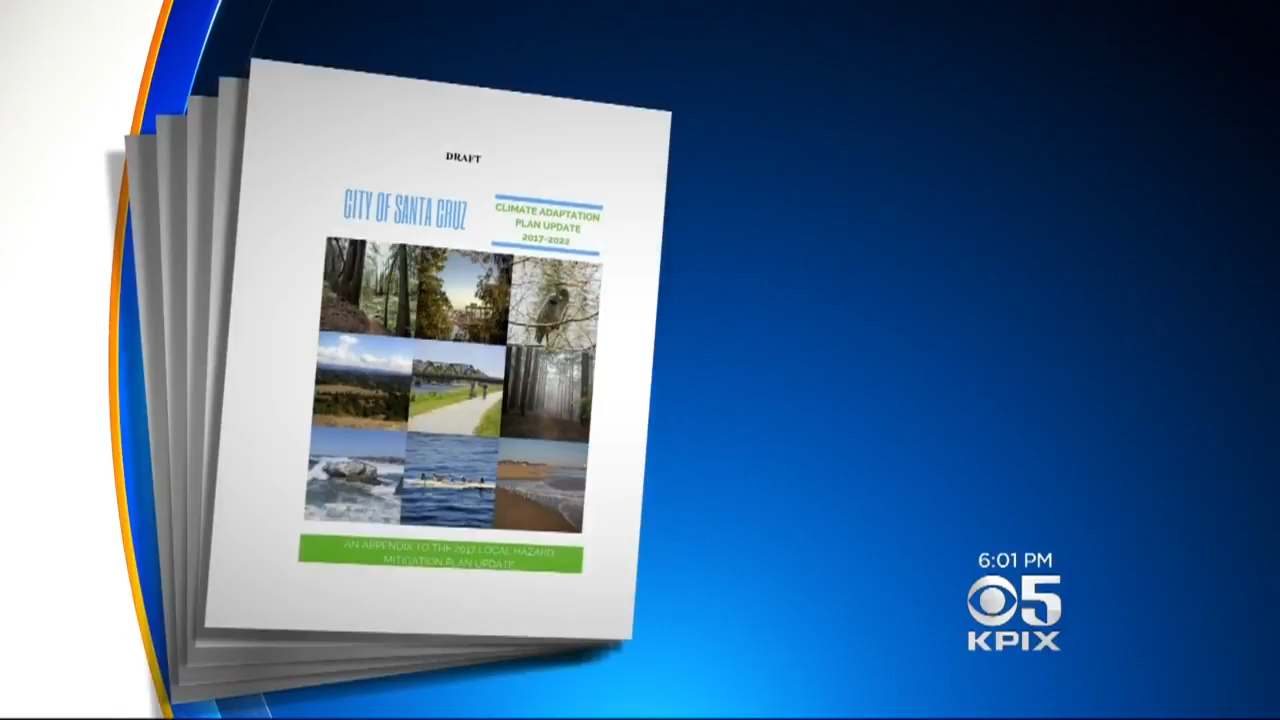 DRAFT
CITY OF SANTA CRUZ
CLIMATE ADAPTATION
PLAN UPDATE
2017-2022
AN APPENDIX TO THE 2017 LOCAL HAZARD
MITIGATION PLAN UPDATE
6:01 PM
5
KPIX